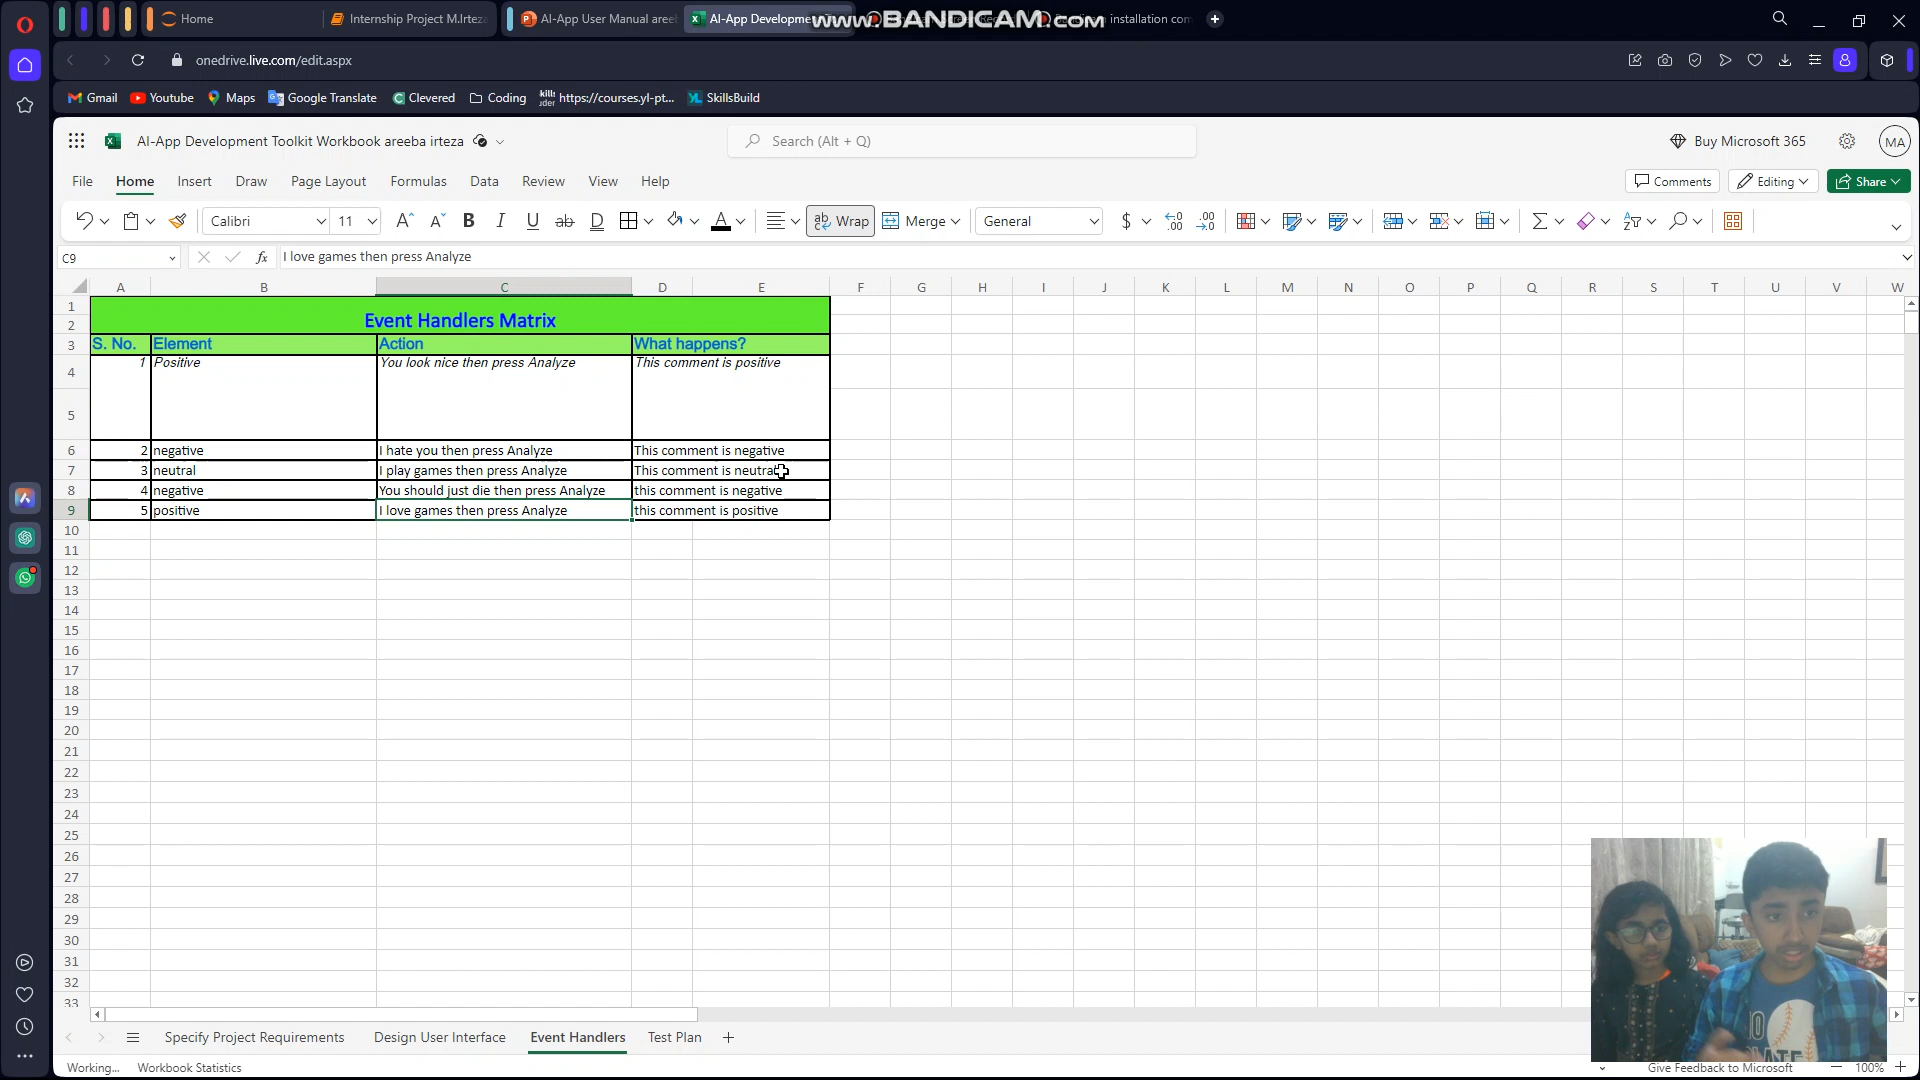 Home
Internship Project M.Irteza
AI-App User Manual aree
AI-App Developmen
www.BANDICAM.com
installation com
onedrive.live.com/edit.aspx
Gmail
Youtube
Maps
Google Translate
Clevered
Coding
https://courses.yl-pt...
SkillsBuild
AI-App Development Toolkit Workbook areeba irteza
Search (Alt + Q)
Buy Microsoft 365
MA
File
Home
Insert
Draw
Page Layout
Formulas
Data
Review
View
Help
Comments
Editing
Share
Calibri
11
Wrap
Merge
General
C9
fx
I love games then press Analyze
A B C D E F G H I J K L M N O P Q R S T U V W
1
Event Handlers Matrix
2
3 S. No. Element Action What happens?
4 1 Positive You look nice then press Analyze This comment is positive
5
6 2 negative I hate you then press Analyze This comment is negative
7 3 neutral I play games then press Analyze This comment is neutral
8 4 negative You should just die then press Analyze this comment is negative
9 5 positive I love games then press Analyze this comment is positive
10
11
12
13
14
15
16
17
18
19
20
21
22
23
24
25
26
27
28
29
30
31
32
33
Specify Project Requirements
Design User Interface
Event Handlers
Test Plan
Working...
Workbook Statistics
Give Feedback to Microsoft
100%